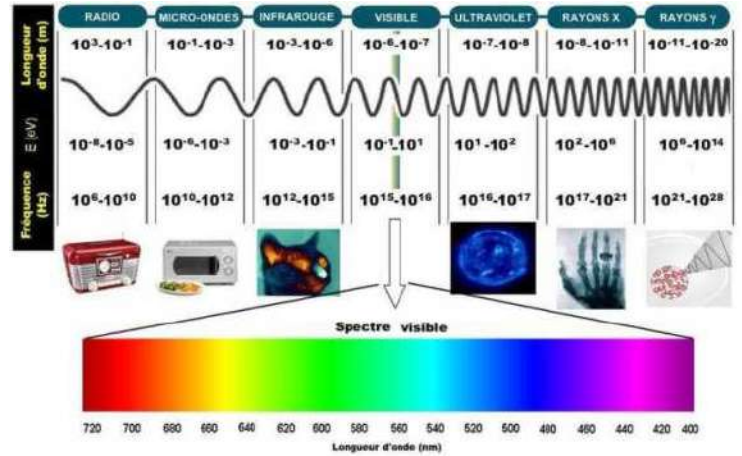 RADIO MICRO-ONDES INFRAROUGE VISIBLE ULTRAVIOLET RAYONS X RAYONS γ
Longueur d'onde (m)
10³-10⁻¹ 10⁻¹-10⁻³ 10⁻³-10⁻⁶ 10⁻⁶-10⁻⁷ 10⁻⁷-10⁻⁸ 10⁻⁸-10⁻¹¹ 10⁻¹¹-10⁻²⁰
E (eV)
10⁻⁸-10⁻⁵ 10⁻⁶-10⁻³ 10⁻³-10⁻¹ 10⁻¹-10¹ 10¹-10² 10²-10⁶ 10⁶-10¹⁴
Fréquence (Hz)
10⁶-10¹⁰ 10¹⁰-10¹² 10¹²-10¹⁵ 10¹⁵-10¹⁶ 10¹⁶-10¹⁷ 10¹⁷-10²¹ 10²¹-10²⁸
Spectre visible
720 700 680 660 640 620 600 580 560 540 520 500 480 460 440 420 400
Longueur d'onde (nm)